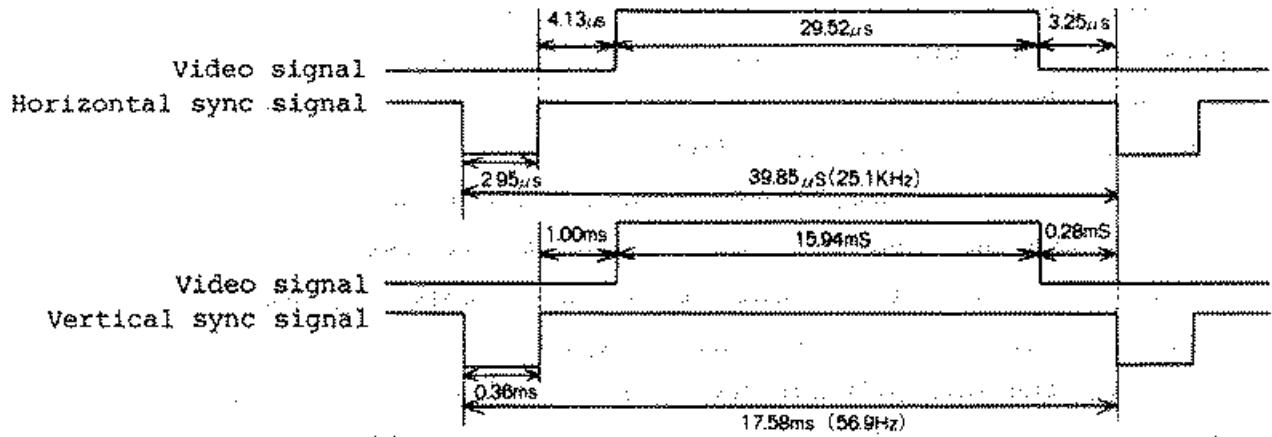 4.13μs 29.52μs 3.25μs
Video signal
Horizontal sync signal
2.95μs 39.85μS(25.1KHz)
1.00ms 15.94mS 0.28mS
Video signal
Vertical sync signal
0.36ms
17.58ms (56.9Hz)